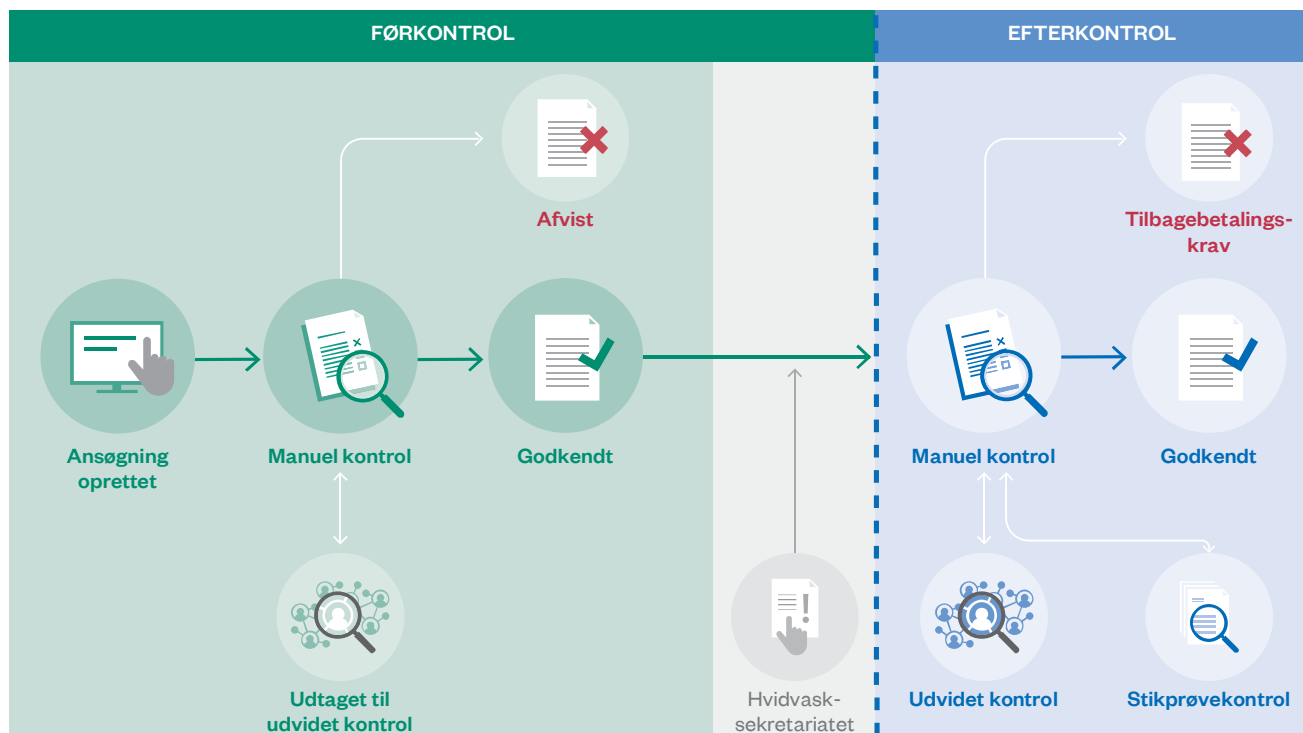 FØRKONTROL
EFTERKONTROL
Afvist
Tilbagebetalings-
krav
Ansøgning
oprettet
Manuel kontrol
Godkendt
Manuel kontrol
Godkendt
Udtaget til
udvidet kontrol
Hvidvask-
sekretariatet
Udvidet kontrol
Stikprøvekontrol